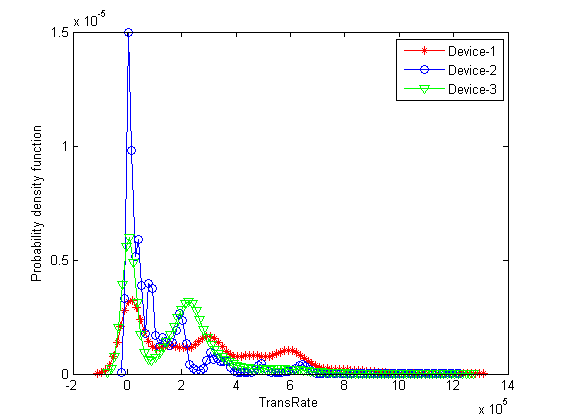 x 10^-5
1.5
1
0.5
0
Probability density function
Device-1
Device-2
Device-3
-2 0 2 4 6 8 10 12 14
TransRate
x 10^5